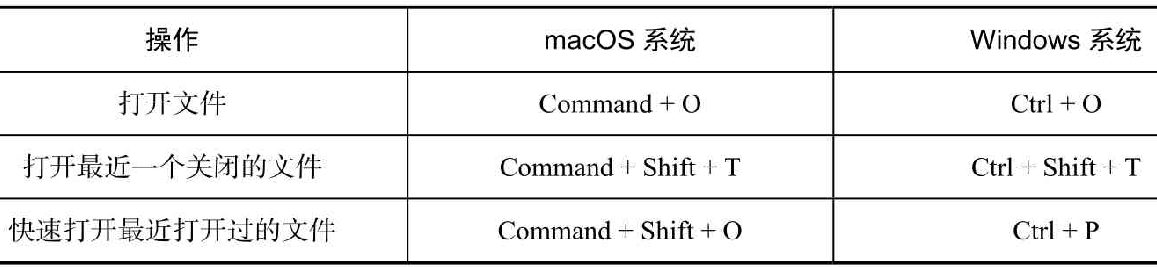 操作 macOS 系统 Windows 系统
打开文件 Command + O Ctrl + O
打开最近一个关闭的文件 Command + Shift + T Ctrl + Shift + T
快速打开最近打开过的文件 Command + Shift + O Ctrl + P